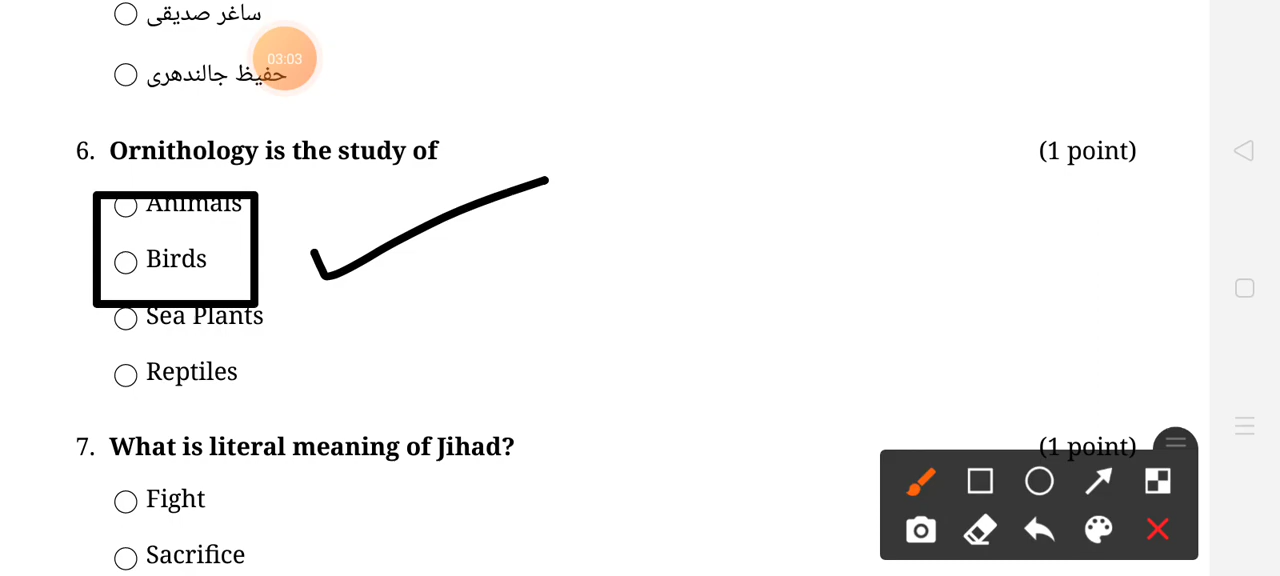 ساغر صدیقی
03:03
حفیظ جالندھری
6. Ornithology is the study of (1 point)
Animals
Birds
Sea Plants
Reptiles
7. What is literal meaning of Jihad? (1 point)
Fight
Sacrifice